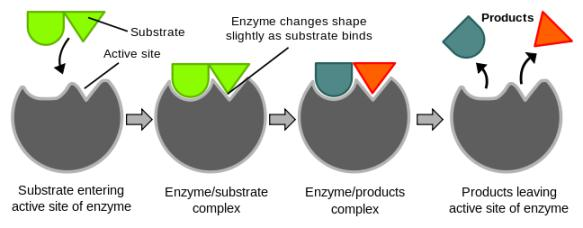 Substrate
Active site
Enzyme changes shape
slightly as substrate binds
Products
Substrate entering
active site of enzyme
Enzyme/substrate
complex
Enzyme/products
complex
Products leaving
active site of enzyme